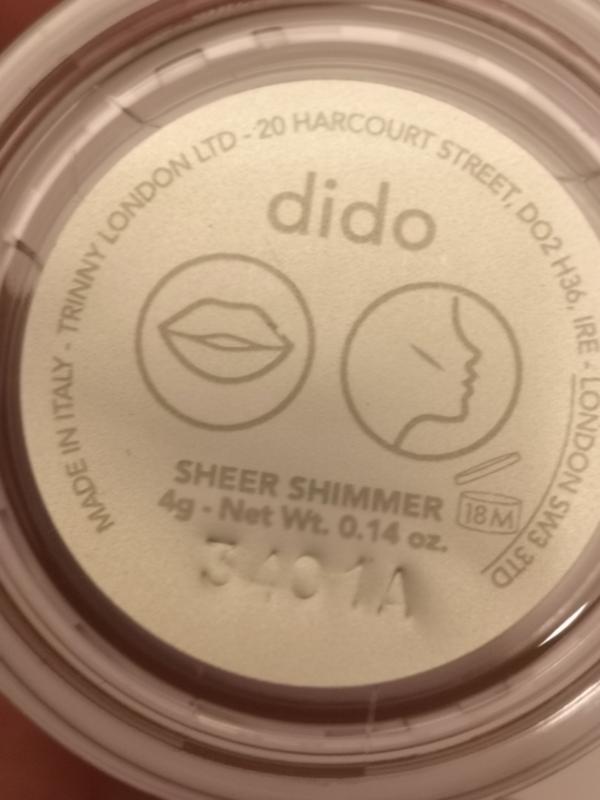 MADE IN ITALY - TRINNY LONDON LTD - 20 HARCOURT STREET, DO2 H36, IRE - LONDON SW3 3TD
dido
SHEER SHIMMER
4g - Net Wt. 0.14 oz.
18M
3401A